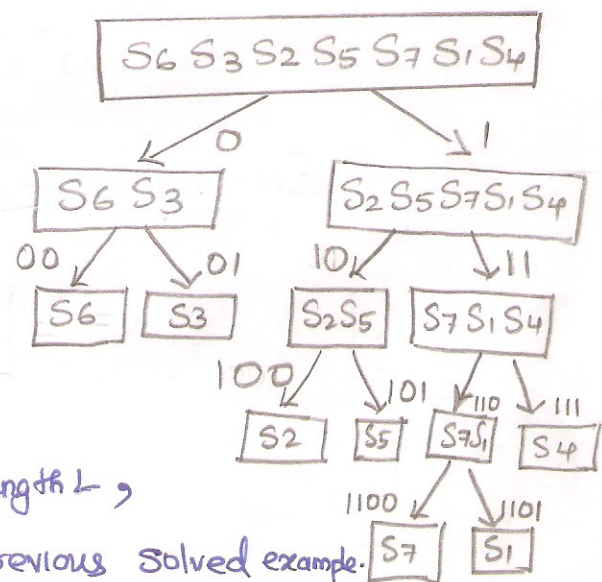 S6 S3 S2 S5 S7 S1 S4
0 1
S6 S3 S2 S5 S7 S1 S4
00 01 10 11
S6 S3 S2 S5 S7 S1 S4
100 101 110 111
S2 S5 S7 S1 S4
ngth L ,
1100 1101
revious solved example. S7 S1